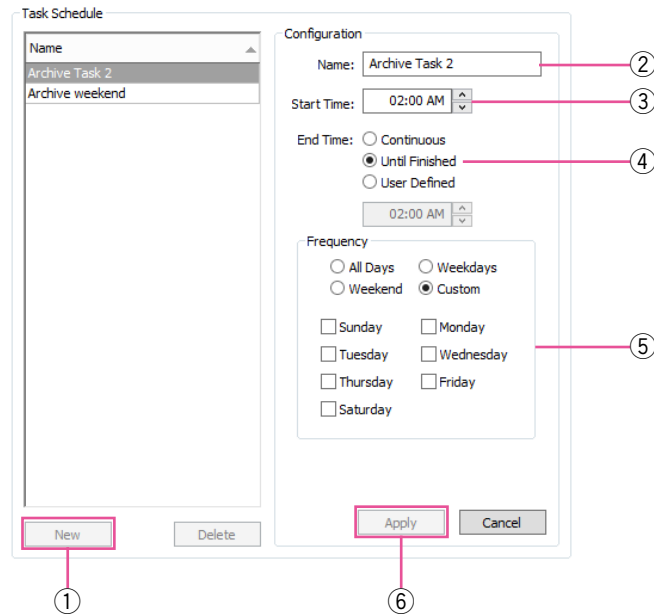 Task Schedule
Name
Archive Task 2
Archive weekend
New
Delete
Configuration
Name: Archive Task 2
Start Time: 02:00 AM
End Time: Continuous
Until Finished
User Defined
02:00 AM
Frequency
All Days Weekdays
Weekend Custom
Sunday Monday
Tuesday Wednesday
Thursday Friday
Saturday
Apply Cancel
①
②
③
④
⑤
⑥